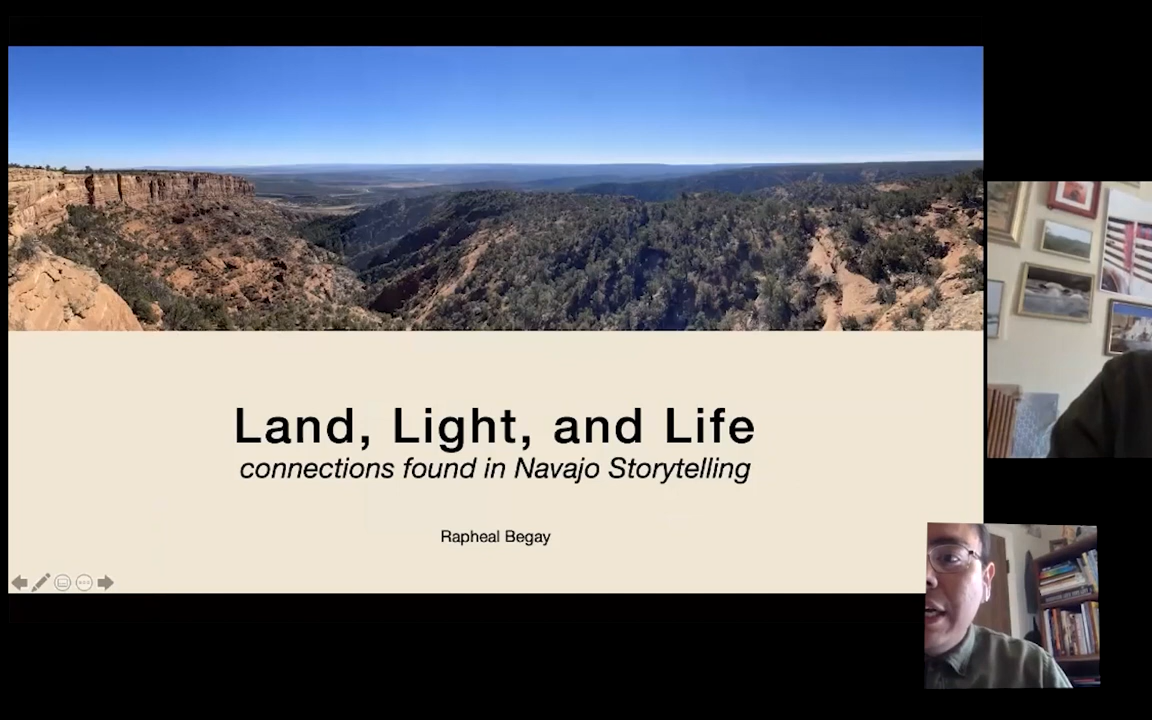 Land, Light, and Life
connections found in Navajo Storytelling
Rapheal Begay